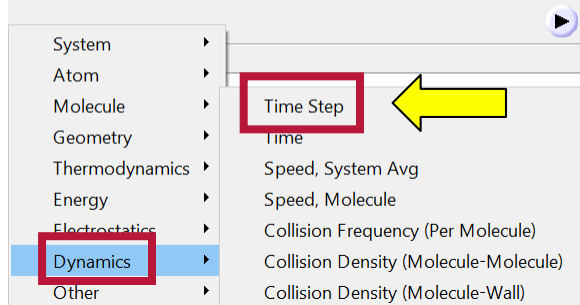 System
Atom
Molecule
Geometry
Thermodynamics
Energy
Electrostatics
Dynamics
Other
Time Step
Time
Speed, System Avg
Speed, Molecule
Collision Frequency (Per Molecule)
Collision Density (Molecule-Molecule)
Collision Density (Molecule-Wall)